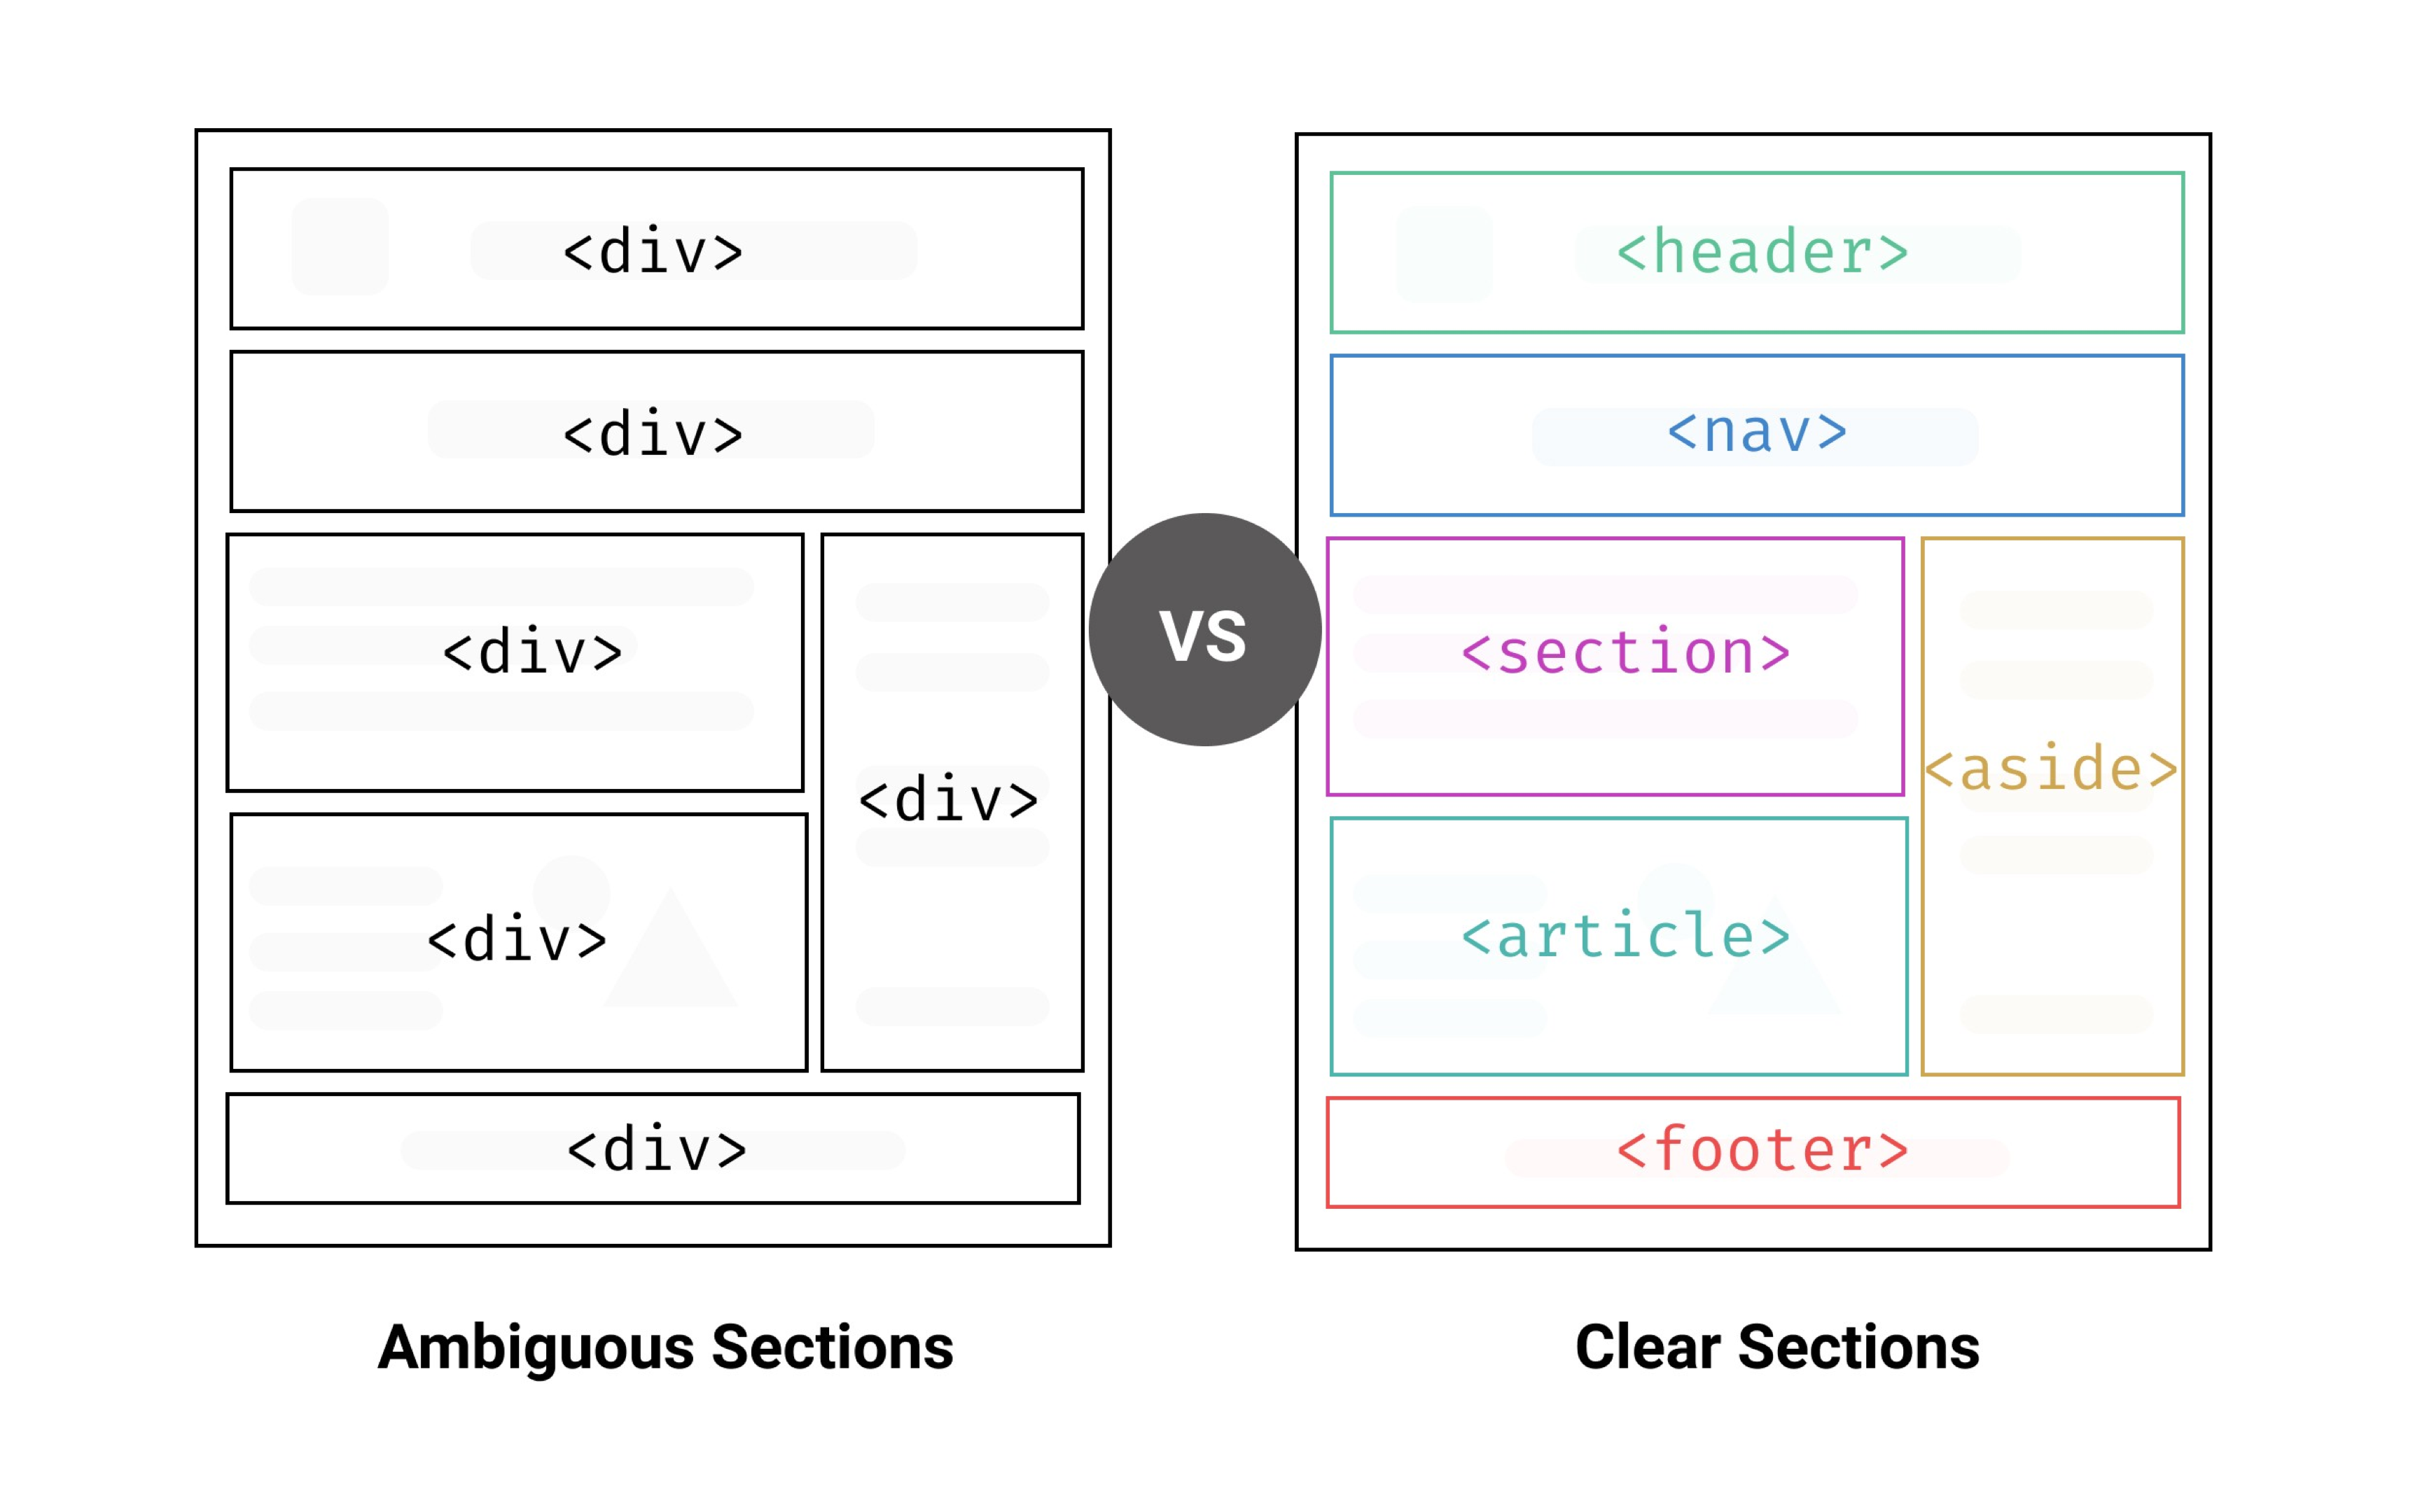 <div>
<div>
<div>
<div>
<div>
<div>
Ambiguous Sections
VS
<header>
<nav>
<section>
<aside>
<article>
<footer>
Clear Sections